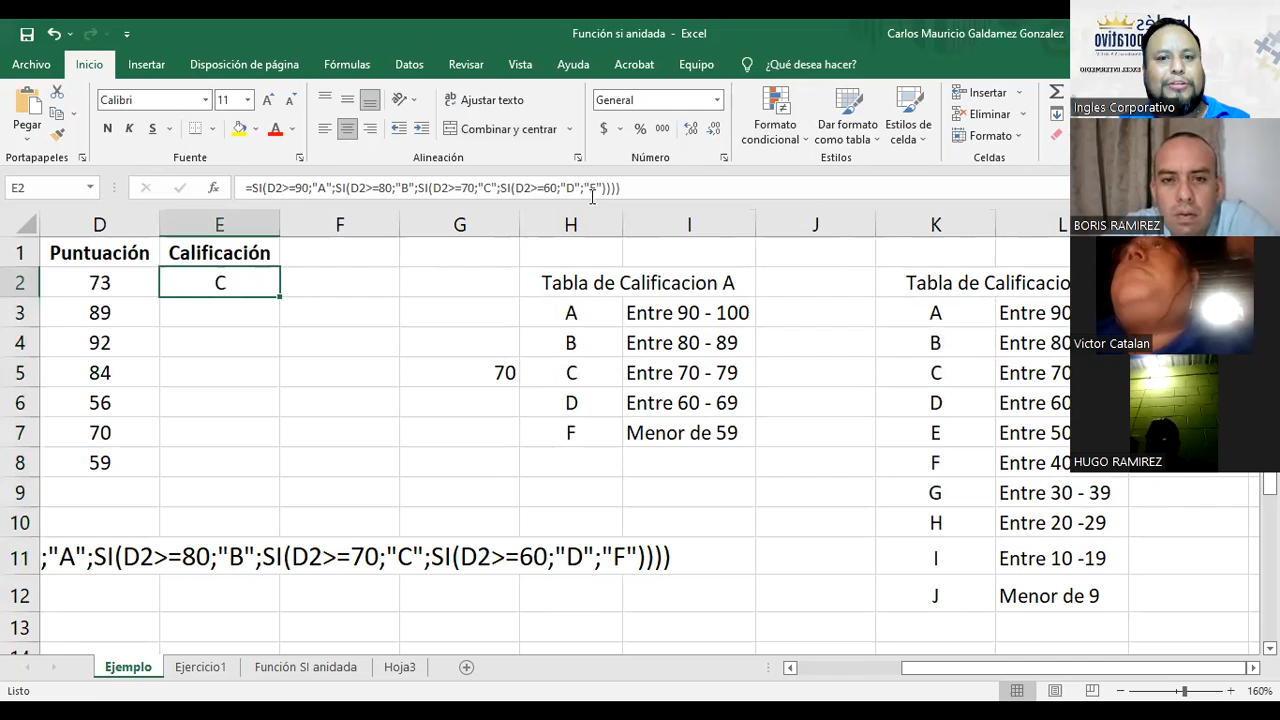 Función si anidada - Excel
Carlos Mauricio Galdamez Gonzalez
Archivo Inicio Insertar Disposición de página Fórmulas Datos Revisar Vista Ayuda Acrobat Equipo ¿Qué desea hacer?
Pegar
Calibri 11
N K S
Ajustar texto
Combinar y centrar
General
$ % 000
Formato condicional
Dar formato como tabla
Estilos de celda
Insertar
Eliminar
Formato
Portapapeles Fuente Alineación Número Estilos Celdas
E2
fx
=SI(D2>=90;"A";SI(D2>=80;"B";SI(D2>=70;"C";SI(D2>=60;"D";"F"))))
D E F G H I J K L
1 Puntuación Calificación
2 73 C Tabla de Calificacion A Tabla de Calificacio
3 89 A Entre 90 - 100 A Entre 90
4 92 B Entre 80 - 89 B Entre 80
5 84 70 C Entre 70 - 79 C Entre 70
6 56 D Entre 60 - 69 D Entre 60
7 70 F Menor de 59 E Entre 50
8 59 F Entre 40
9 G Entre 30 - 39
10 H Entre 20 -29
11 ;"A";SI(D2>=80;"B";SI(D2>=70;"C";SI(D2>=60;"D";"F")))) I Entre 10 -19
12 J Menor de 9
13
Ejemplo Ejercicio1 Función SI anidada Hoja3
Listo
160%
Ingles Corporativo
BORIS RAMIREZ
Victor Catalan
HUGO RAMIREZ